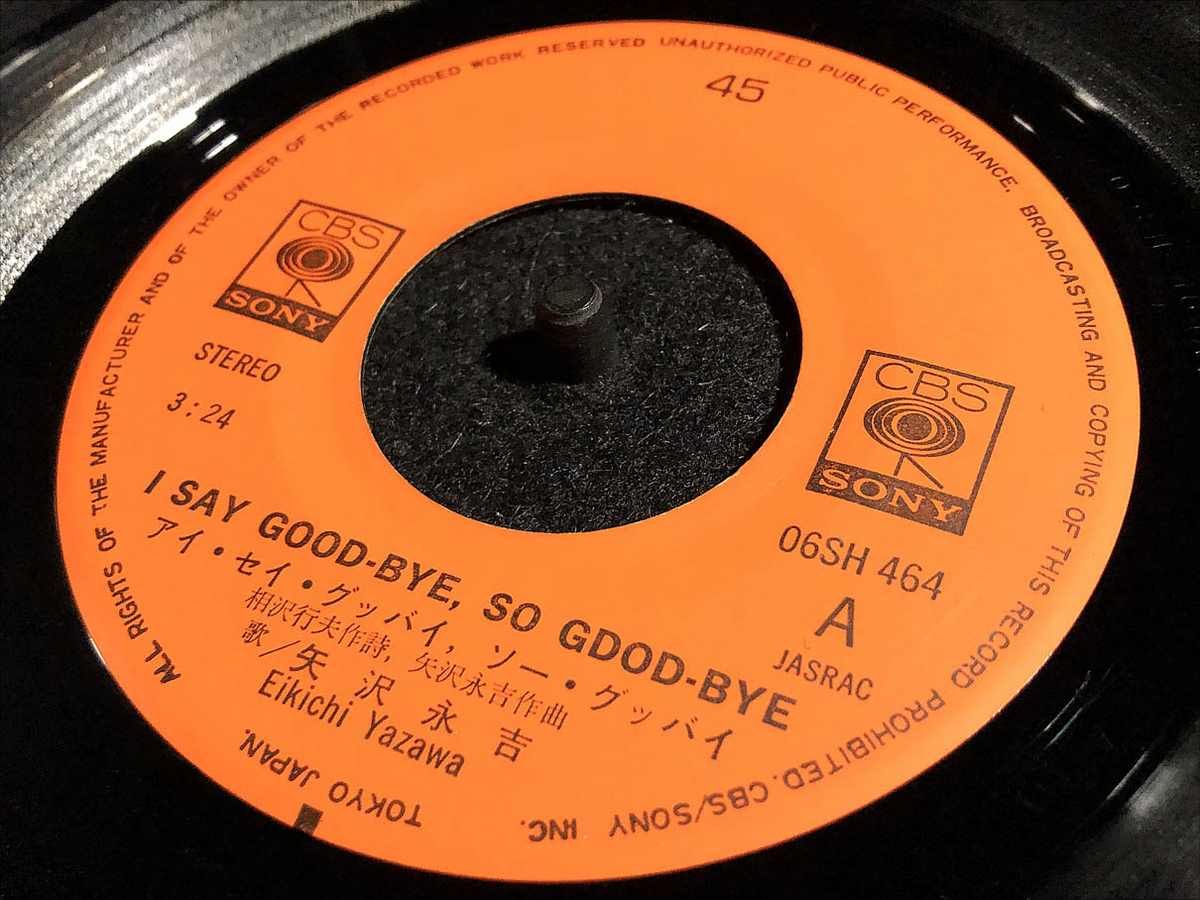 45
CBS
SONY
STEREO
3:24
CBS
SONY
06SH 464
A
JASRAC
I SAY GOOD-BYE, SO GDOD-BYE
アイ・セイ・グッバイ, ソー・グッバイ
相沢行夫作詩, 矢沢永吉作曲
歌/矢沢永吉
Eikichi Yazawa
ALL RIGHTS OF THE MANUFACTURER AND OF THE OWNER OF THE RECORDED WORK RESERVED UNAUTHORIZED PUBLIC PERFORMANCE, BROADCASTING AND COPYING OF THIS RECORD PROHIBITED. CBS/SONY INC. TOKYO JAPAN.